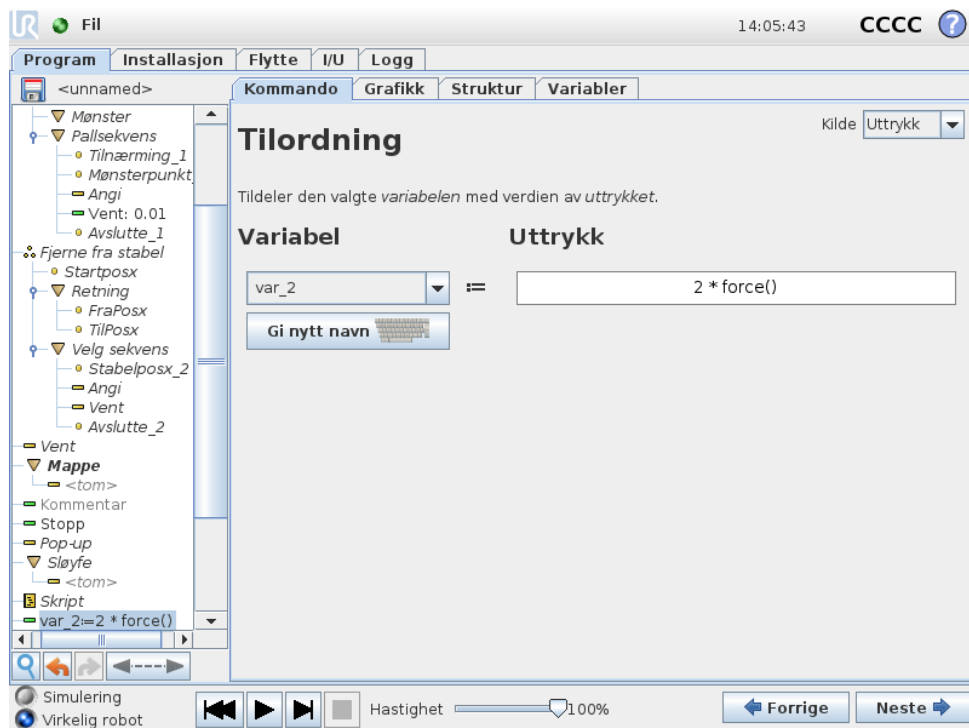 UR Fil 14:05:43 CCCC ?
Program Installasjon Flytte I/U Logg
<unnamed> Kommando Grafikk Struktur Variabler
Mønster
Pallsekvens
Tilnærming_1
Mønsterpunkt_
Angi
Vent: 0.01
Avslutte_1
Fjerne fra stabel
Startposx
Retning
FraPosx
TilPosx
Velg sekvens
Stabelposx_2
Angi
Vent
Avslutte_2
Vent
Mappe
<tom>
Kommentar
Stopp
Pop-up
Sløyfe
<tom>
Skript
var_2:=2 * force()
Kilde Uttrykk
Tilordning
Tildeler den valgte variabelen med verdien av uttrykket.
Variabel Uttrykk
var_2 := 2 * force()
Gi nytt navn
Simulering
Virkelig robot
Hastighet 100%
Forrige Neste